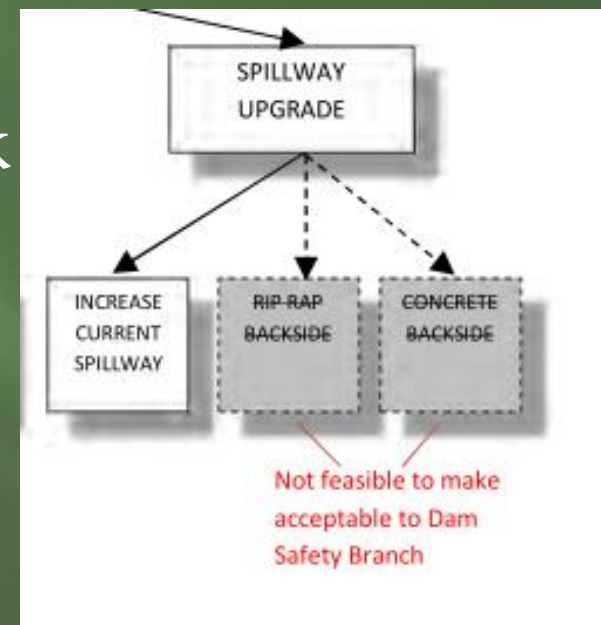 SPILLWAY
UPGRADE
INCREASE
CURRENT
SPILLWAY
RIP RAP
BACKSIDE
CONCRETE
BACKSIDE
Not feasible to make
acceptable to Dam
Safety Branch